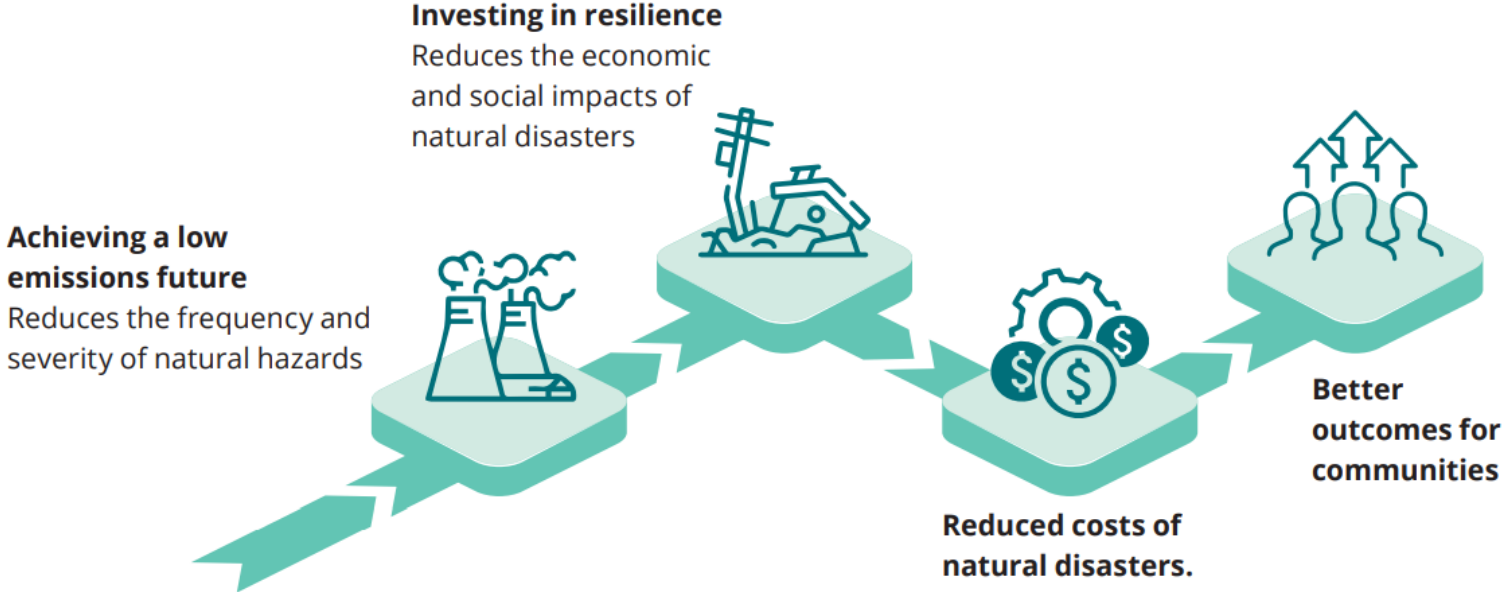 Investing in resilience
Reduces the economic
and social impacts of
natural disasters
Achieving a low
emissions future
Reduces the frequency and
severity of natural hazards
$
$
$
Better
outcomes for
communities
Reduced costs of
natural disasters.